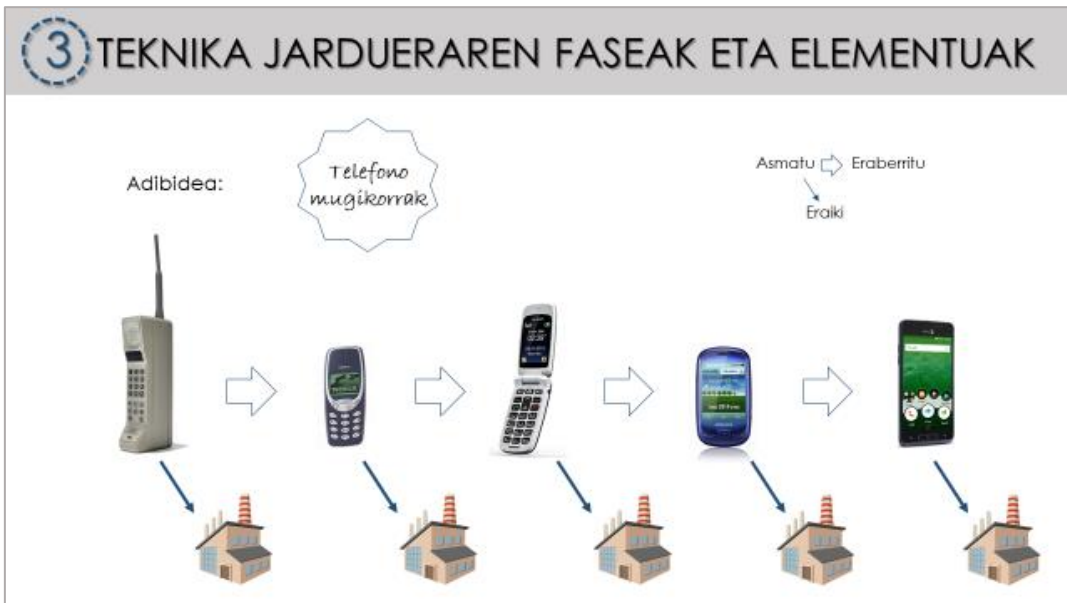 3 TEKNIKA JARDUERAREN FASEAK ETA ELEMENTUAK
Adibidea:
Telefono
mugikorrak
Asmatu Eraberritu
Eraiki